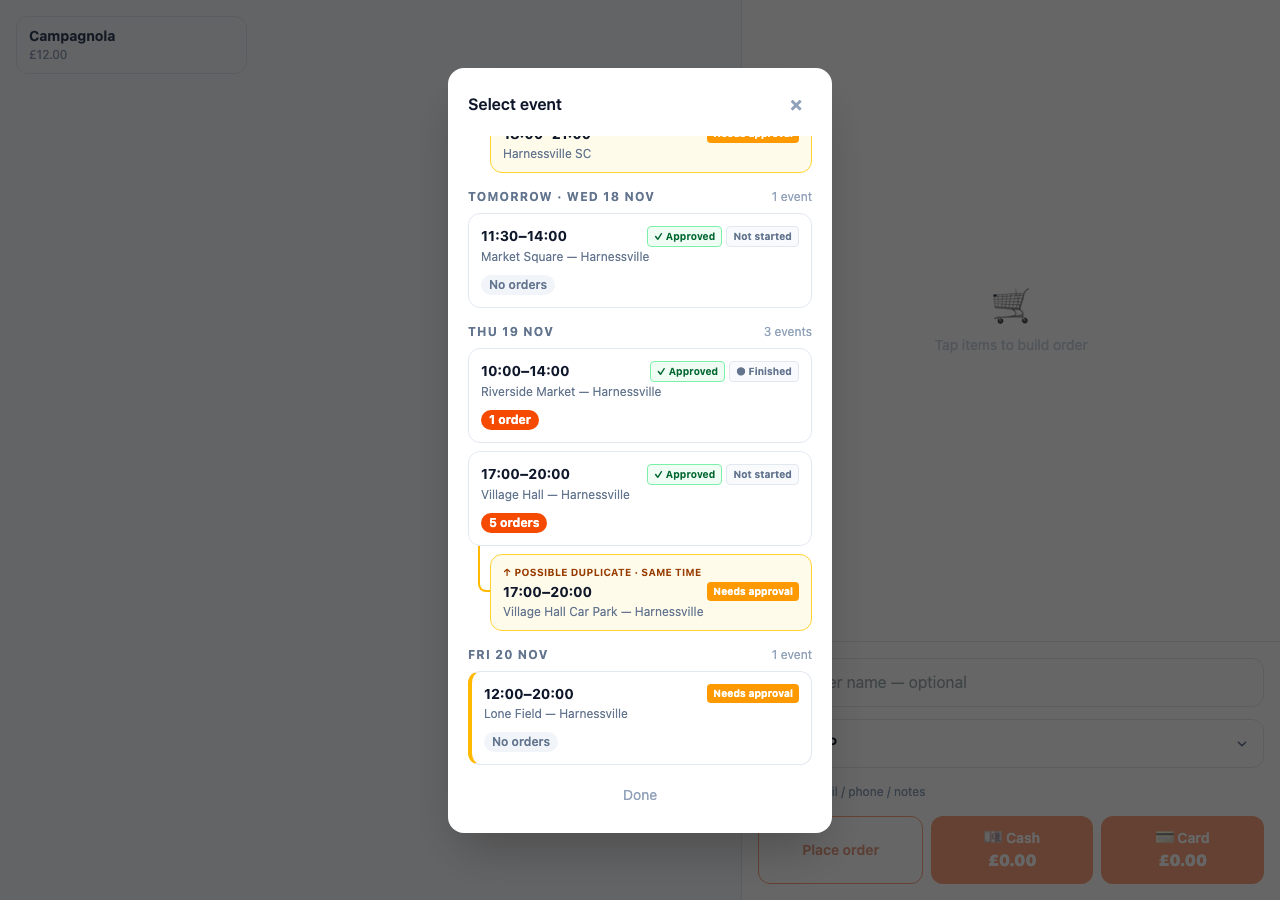 Campagnola
£12.00
Select event
×
Harnessville SC
TOMORROW · WED 18 NOV
1 event
11:30–14:00
✓ Approved
Not started
Market Square — Harnessville
No orders
THU 19 NOV
3 events
10:00–14:00
✓ Approved
● Finished
Riverside Market — Harnessville
1 order
17:00–20:00
✓ Approved
Not started
Village Hall — Harnessville
5 orders
↑ POSSIBLE DUPLICATE · SAME TIME
17:00–20:00
Needs approval
Village Hall Car Park — Harnessville
FRI 20 NOV
1 event
12:00–20:00
Needs approval
Lone Field — Harnessville
No orders
Done
Tap items to build order
name — optional
/ phone / notes
Place order
Cash
£0.00
Card
£0.00